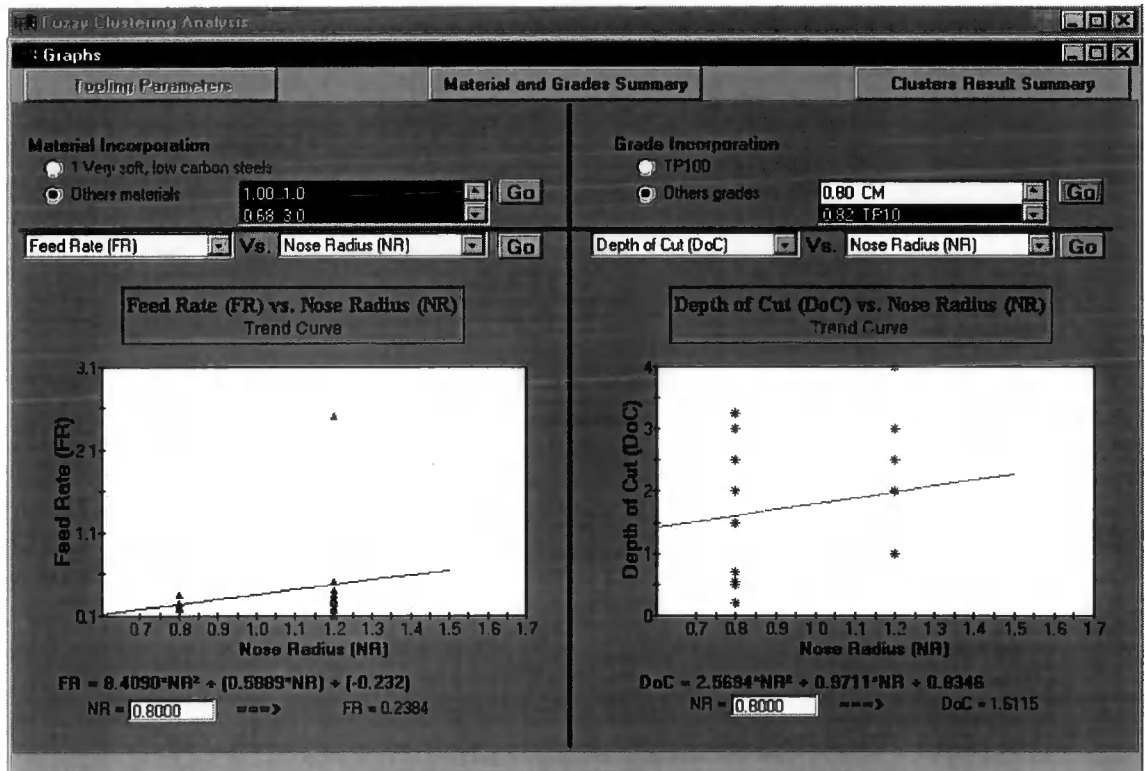 Fuzzy Clustering Analysis
Graphs
Tooling Parameters
Material and Grades Summary
Clusters Result Summary
Material Incorporation
1 Very soft, low carbon steels
Others materials
1.00 1.0
0.68 3.0
Go
Feed Rate (FR)
Vs.
Nose Radius (NR)
Go
Feed Rate (FR) vs. Nose Radius (NR)
Trend Curve
Feed Rate (FR)
3.1
2.1
1.1
0.1
0.7 0.8 0.9 1.0 1.1 1.2 1.3 1.4 1.5 1.6 1.7
Nose Radius (NR)
FR = 8.4090*NR² + (0.5889*NR) + (-0.232)
NR = 0.8000 ===> FR = 0.2384
Grade Incorporation
TP100
Others grades
0.80 CM
0.82 TP10
Go
Depth of Cut (DoC)
Vs.
Nose Radius (NR)
Go
Depth of Cut (DoC) vs. Nose Radius (NR)
Trend Curve
Depth of Cut (DoC)
4
3
2
1
0
0.7 0.8 0.9 1.0 1.1 1.2 1.3 1.4 1.5 1.6 1.7
Nose Radius (NR)
DoC = 2.5694*NR² + 0.9711*NR + 0.8346
NR = 0.8000 ===> DoC = 1.6115